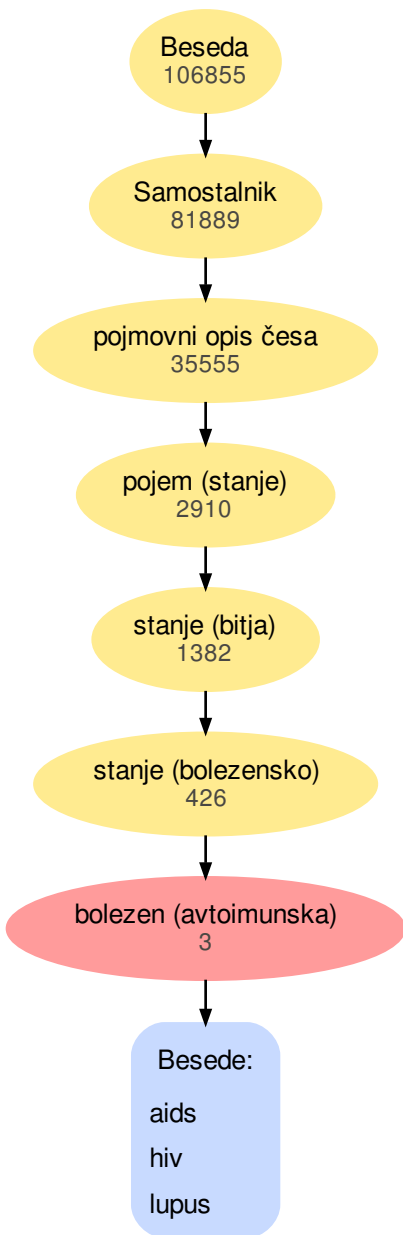 Beseda
106855
Samostalnik
81889
pojmovni opis česa
35555
pojem (stanje)
2910
stanje (bitja)
1382
stanje (bolezensko)
426
bolezen (avtoimunska)
3
Besede:
aids
hiv
lupus